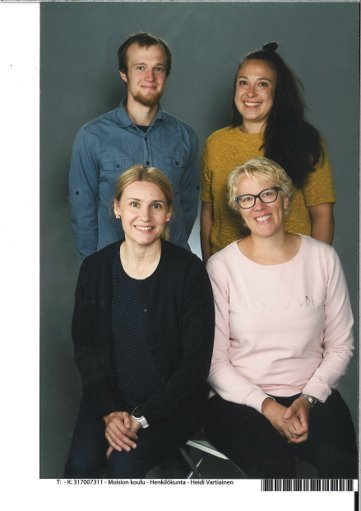 T: - K: 317007311 - Moision koulu - Henkilökunta - Heidi Vartiainen